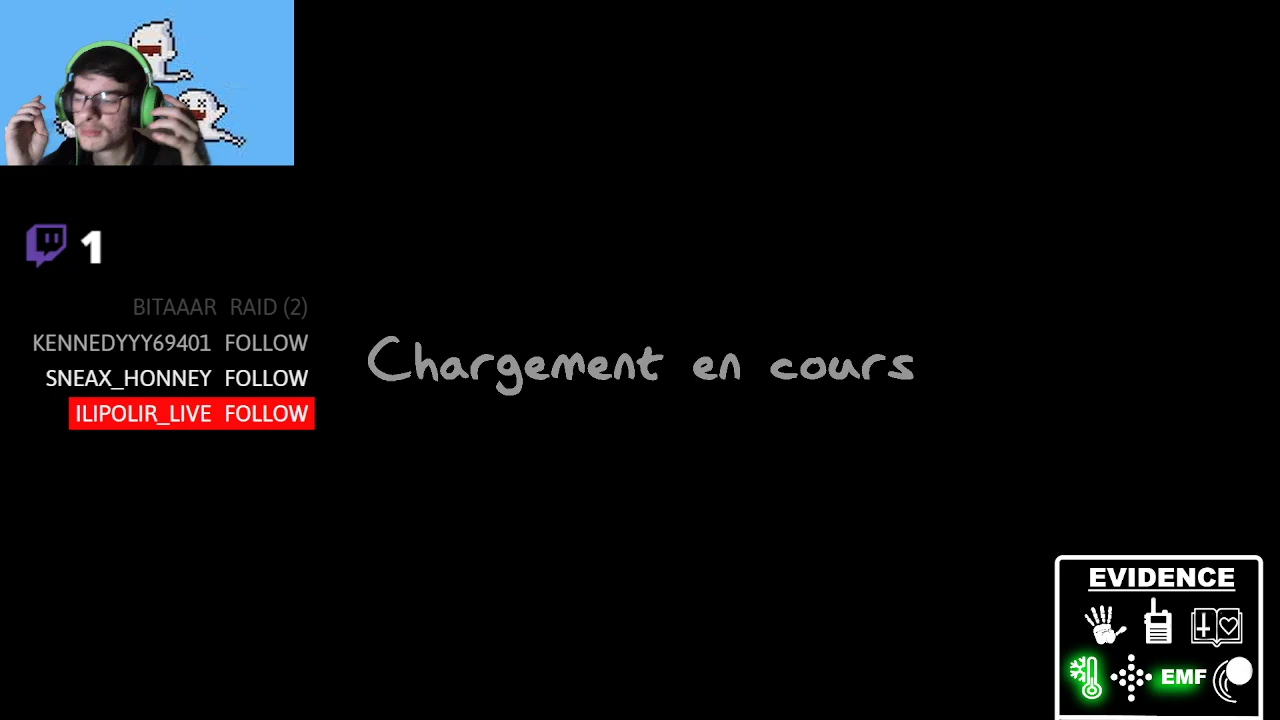 1
BITAAAR RAID (2)
KENNEDYYY69401 FOLLOW
SNEAX_HONNEY FOLLOW
ILIPOLIR_LIVE FOLLOW
Chargement en cours
EVIDENCE
EMF